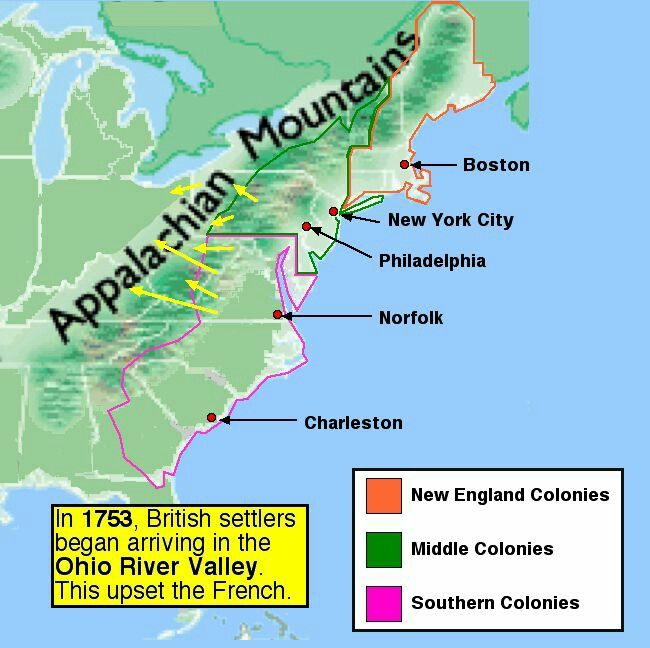 Appalachian Mountains
Boston
New York City
Philadelphia
Norfolk
Charleston
New England Colonies
Middle Colonies
Southern Colonies
In 1753, British settlers
began arriving in the
Ohio River Valley.
This upset the French.